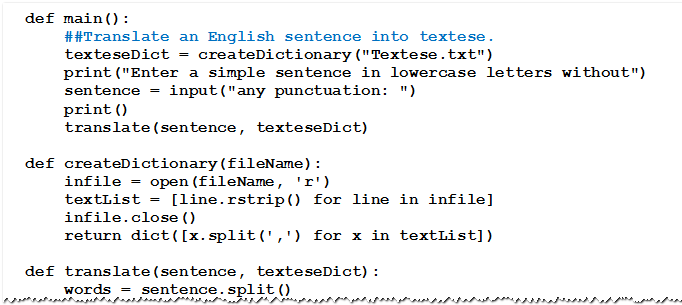 def main():
    ##Translate an English sentence into textese.
    texteseDict = createDictionary("Textese.txt")
    print("Enter a simple sentence in lowercase letters without")
    sentence = input("any punctuation: ")
    print()
    translate(sentence, texteseDict)

def createDictionary(fileName):
    infile = open(fileName, 'r')
    textList = [line.rstrip() for line in infile]
    infile.close()
    return dict([x.split(',') for x in textList])

def translate(sentence, texteseDict):
    words = sentence.split()